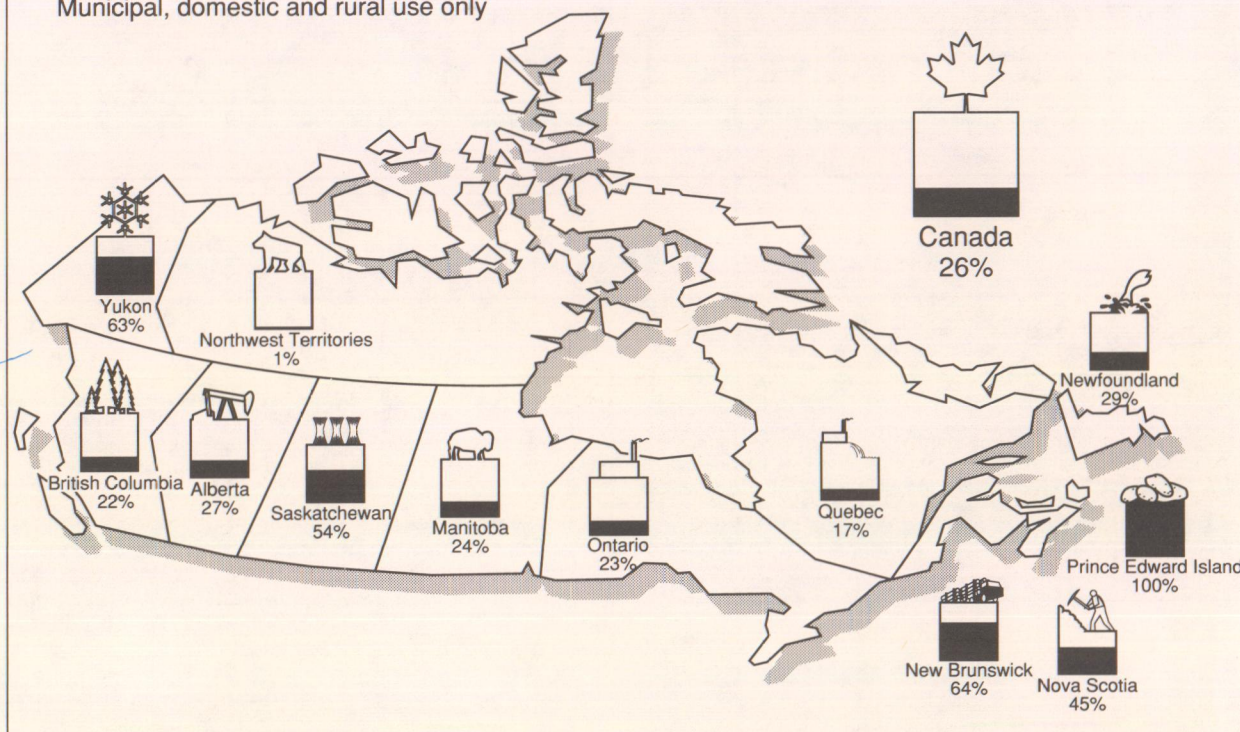 Municipal, domestic and rural use only
Canada
26%
Yukon
63%
Northwest Territories
1%
Newfoundland
29%
British Columbia
22%
Alberta
27%
Saskatchewan
54%
Manitoba
24%
Ontario
23%
Quebec
17%
Prince Edward Island
100%
New Brunswick
64%
Nova Scotia
45%